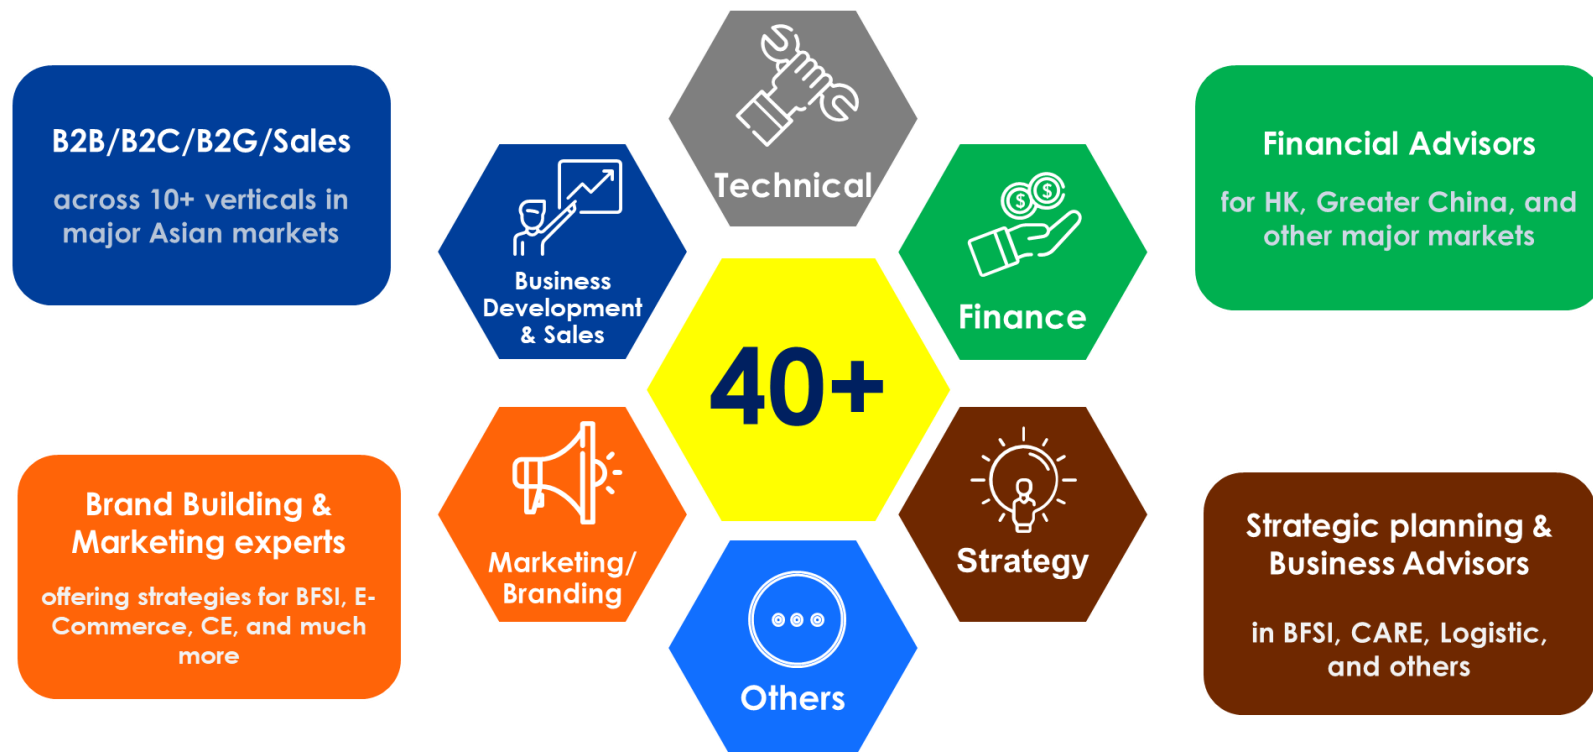 B2B/B2C/B2G/Sales
across 10+ verticals in
major Asian markets
Technical
Financial Advisors
for HK, Greater China, and
other major markets
Business
Development
& Sales
Finance
40+
Brand Building &
Marketing experts
offering strategies for BFSI, E-
Commerce, CE, and much
more
Marketing/
Branding
Strategy
Strategic planning &
Business Advisors
in BFSI, CARE, Logistic,
and others
Others